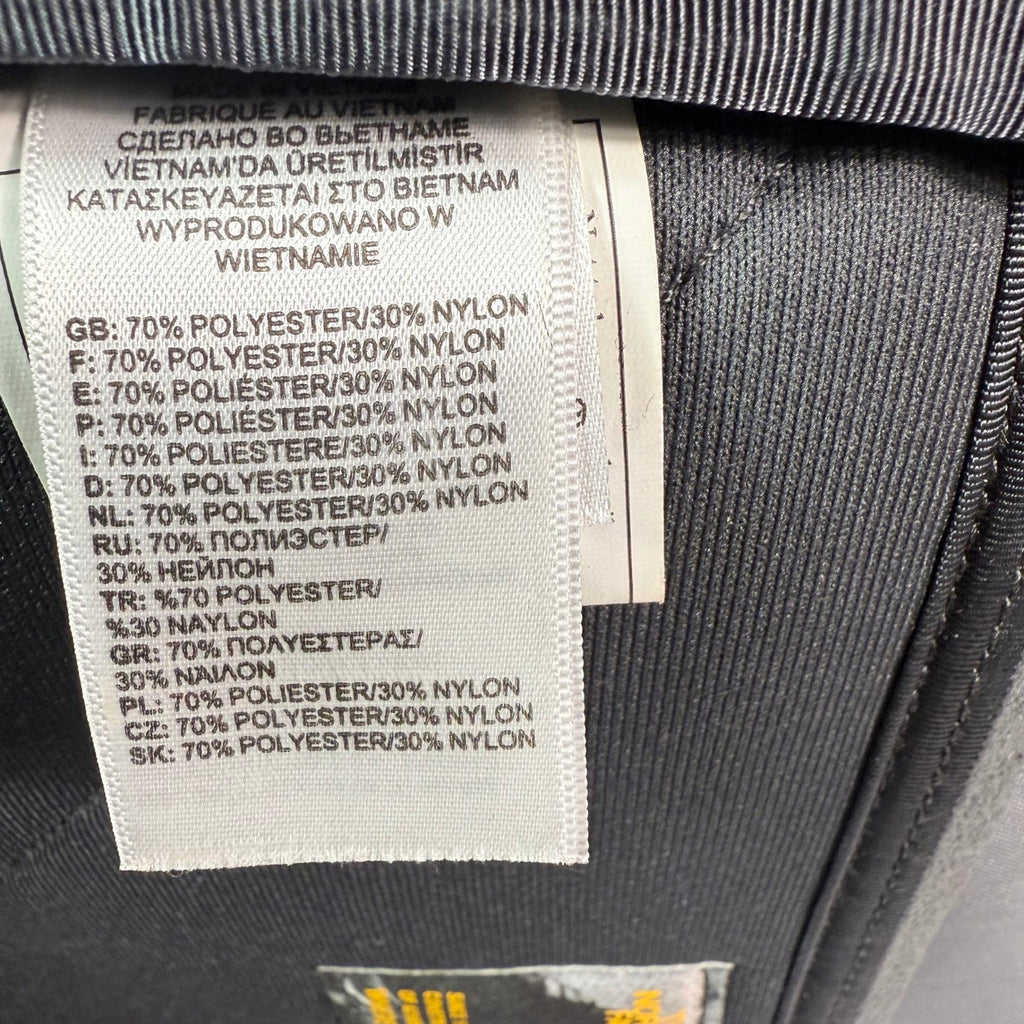 MADE IN VIETNAM
FABRIQUE AU VIETNAM
СДЕЛАНО ВО ВЬЕТНАМЕ
VIETNAM'DA ÜRETİLMİSTİR
ΚΑΤΑΣΚΕΥΑΖΕΤΑΙ ΣΤΟ ΒΙΕΤΝΑΜ
WYPRODUKOWANO W
WIETNAMIE
GB: 70% POLYESTER/30% NYLON
F: 70% POLYESTER/30% NYLON
E: 70% POLIÉSTER/30% NYLON
P: 70% POLIÉSTER/30% NYLON
I: 70% POLIESTERE/30% NYLON
D: 70% POLYESTER/30% NYLON
NL: 70% POLYESTER/30% NYLON
RU: 70% ПОЛИЭСТЕР/
30% НЕЙЛОН
TR: %70 POLYESTER/
%30 NAYLON
GR: 70% ΠΟΛΥΕΣΤΕΡΑΣ/
30% ΝΑΙΛΟΝ
PL: 70% POLIESTER/30% NYLON
CZ: 70% POLYESTER/30% NYLON
SK: 70% POLYESTER/30% NYLON